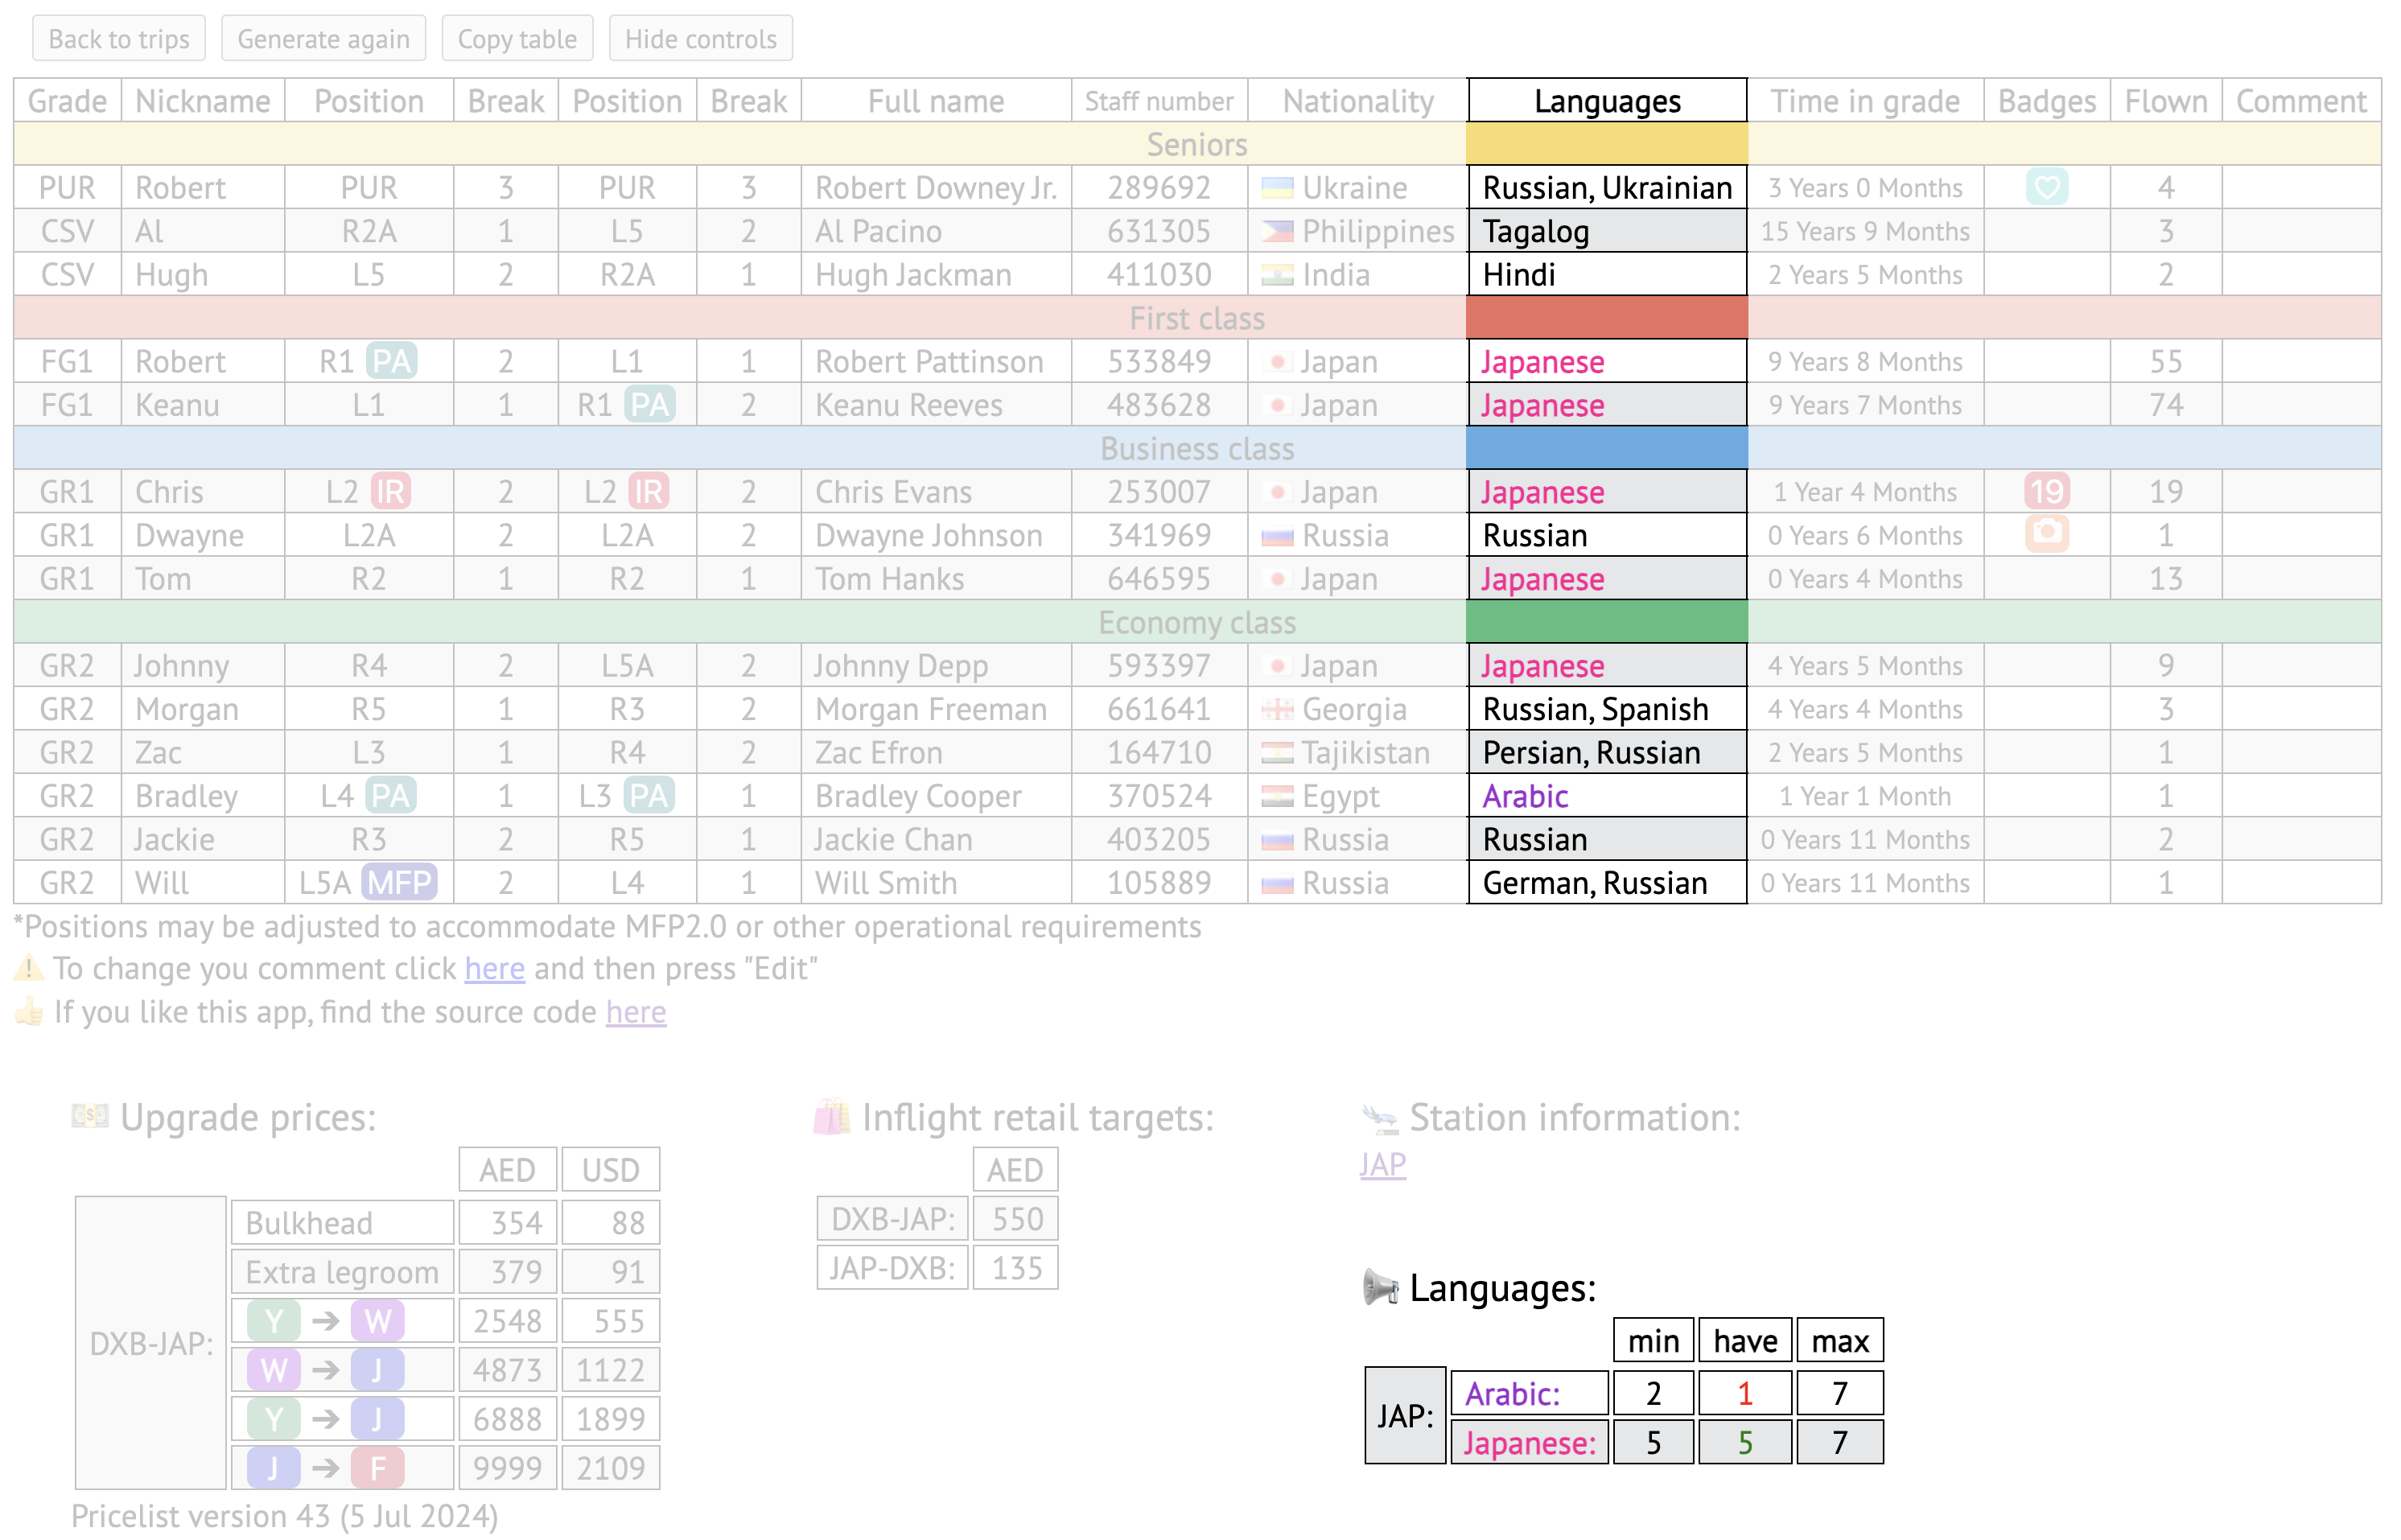 Back to trips Generate again Copy table Hide controls
Grade Nickname Position Break Position Break Full name Staff number Nationality Languages Time in grade Badges Flown Comment
Seniors
PUR Robert PUR 3 PUR 3 Robert Downey Jr. 289692 Ukraine Russian, Ukrainian 3 Years 0 Months 4
CSV Al R2A 1 L5 2 Al Pacino 631305 Philippines Tagalog 15 Years 9 Months 3
CSV Hugh L5 2 R2A 1 Hugh Jackman 411030 India Hindi 2 Years 5 Months 2
First class
FG1 Robert R1 PA 2 L1 1 Robert Pattinson 533849 Japan Japanese 9 Years 8 Months 55
FG1 Keanu L1 1 R1 PA 2 Keanu Reeves 483628 Japan Japanese 9 Years 7 Months 74
Business class
GR1 Chris L2 IR 2 L2 IR 2 Chris Evans 253007 Japan Japanese 1 Year 4 Months 19 19
GR1 Dwayne L2A 2 L2A 2 Dwayne Johnson 341969 Russia Russian 0 Years 6 Months 1
GR1 Tom R2 1 R2 1 Tom Hanks 646595 Japan Japanese 0 Years 4 Months 13
Economy class
GR2 Johnny R4 2 L5A 2 Johnny Depp 593397 Japan Japanese 4 Years 5 Months 9
GR2 Morgan R5 1 R3 2 Morgan Freeman 661641 Georgia Russian, Spanish 4 Years 4 Months 3
GR2 Zac L3 1 R4 2 Zac Efron 164710 Tajikistan Persian, Russian 2 Years 5 Months 1
GR2 Bradley L4 PA 1 L3 PA 1 Bradley Cooper 370524 Egypt Arabic 1 Year 1 Month 1
GR2 Jackie R3 2 R5 1 Jackie Chan 403205 Russia Russian 0 Years 11 Months 2
GR2 Will L5A MFP 2 L4 1 Will Smith 105889 Russia German, Russian 0 Years 11 Months 1
*Positions may be adjusted to accommodate MFP2.0 or other operational requirements
⚠️ To change you comment click here and then press "Edit"
👍 If you like this app, find the source code here
Upgrade prices:
AED USD
DXB-JAP:
Bulkhead 354 88
Extra legroom 379 91
Y ➔ W 2548 555
W ➔ J 4873 1122
Y ➔ J 6888 1899
J ➔ F 9999 2109
Pricelist version 43 (5 Jul 2024)
Inflight retail targets:
AED
DXB-JAP: 550
JAP-DXB: 135
Station information:
JAP
Languages:
min have max
JAP:
Arabic: 2 1 7
Japanese: 5 5 7